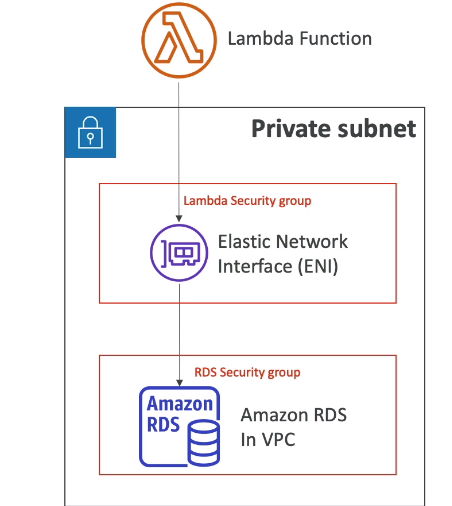 Lambda Function
Private subnet
Lambda Security group
Elastic Network
Interface (ENI)
RDS Security group
Amazon
RDS
Amazon RDS
In VPC